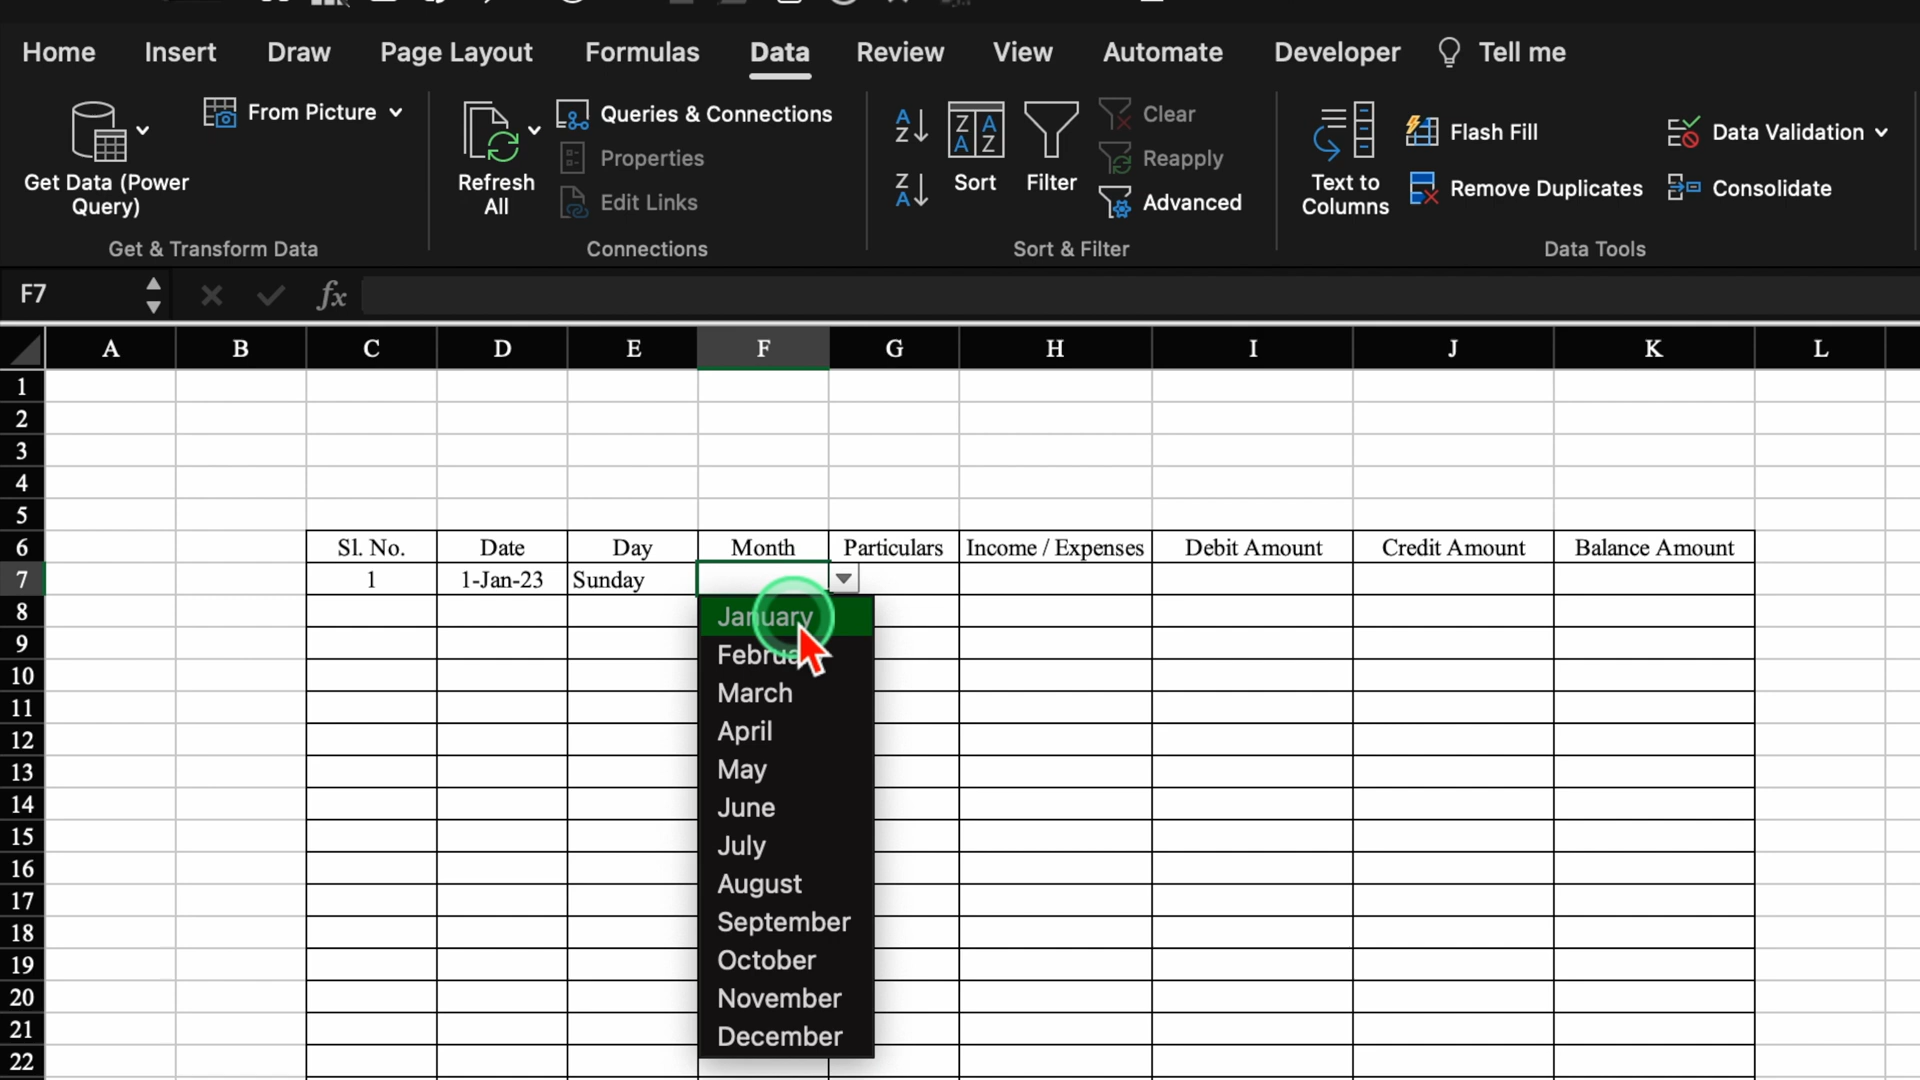 Home Insert Draw Page Layout Formulas Data Review View Automate Developer Tell me
Get Data (Power Query)
From Picture
Get & Transform Data
Refresh All
Queries & Connections
Properties
Edit Links
Connections
Sort
Filter
Clear
Reapply
Advanced
Sort & Filter
Text to Columns
Flash Fill
Remove Duplicates
Data Validation
Consolidate
Data Tools
F7 fx
A B C D E F G H I J K L
1
2
3
4
5
6 Sl. No. Date Day Month Particulars Income / Expenses Debit Amount Credit Amount Balance Amount
7 1 1-Jan-23 Sunday
8 January
9 Februa
10 March
11 April
12 May
13 June
14 July
15 August
16 September
17 October
18 November
19 December
20
21
22